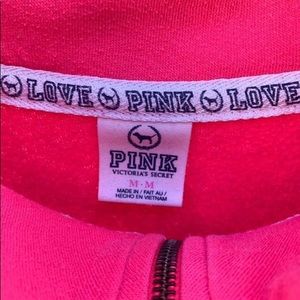 LOVE PINK LOVE
PINK
VICTORIA'S SECRET
M - M
MADE IN / FAIT AU /
HECHO EN VIETNAM